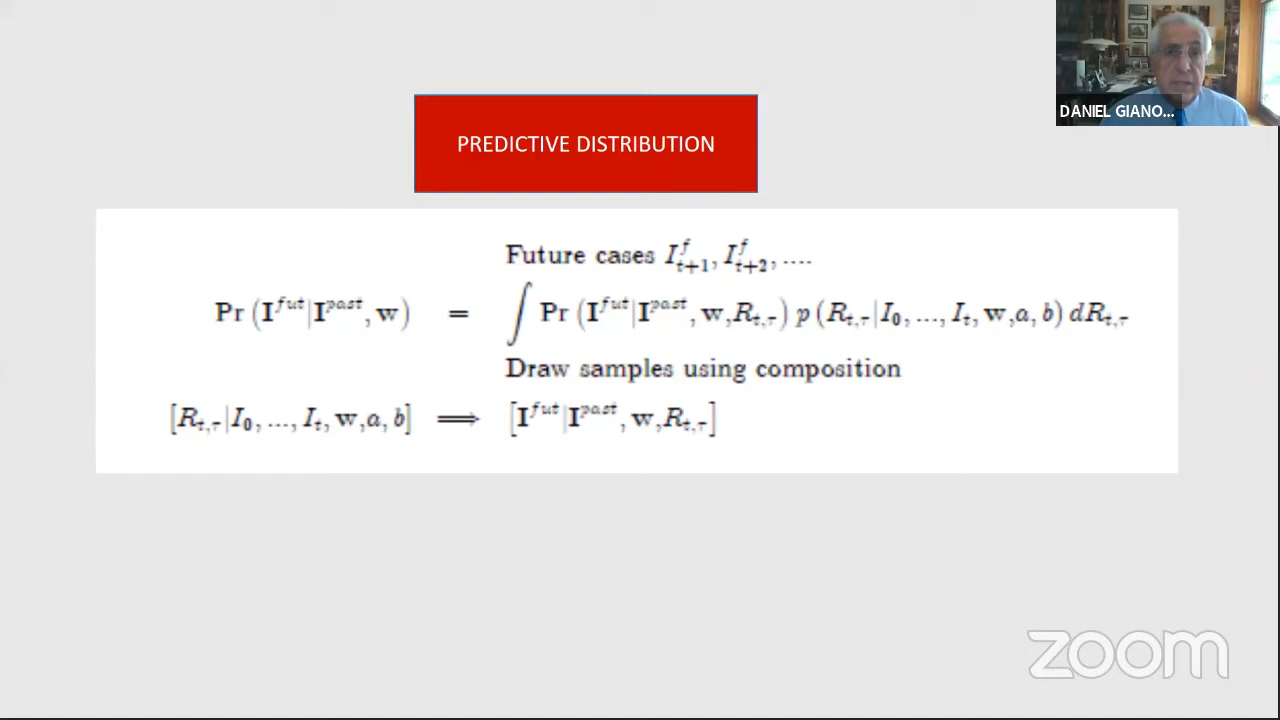 DANIEL GIANO...
PREDICTIVE DISTRIBUTION
Future cases I^f_{t+1}, I^f_{t+2}, ....
Pr (I^{fut}|I^{past}, w) = ∫ Pr (I^{fut}|I^{past}, w,R_{t,τ}) p (R_{t,τ}|I_0, ..., I_t, w,a, b) dR_{t,τ}
Draw samples using composition
[R_{t,τ}|I_0, ..., I_t, w,a, b] ⟹ [I^{fut}|I^{past}, w,R_{t,τ}]
zoom